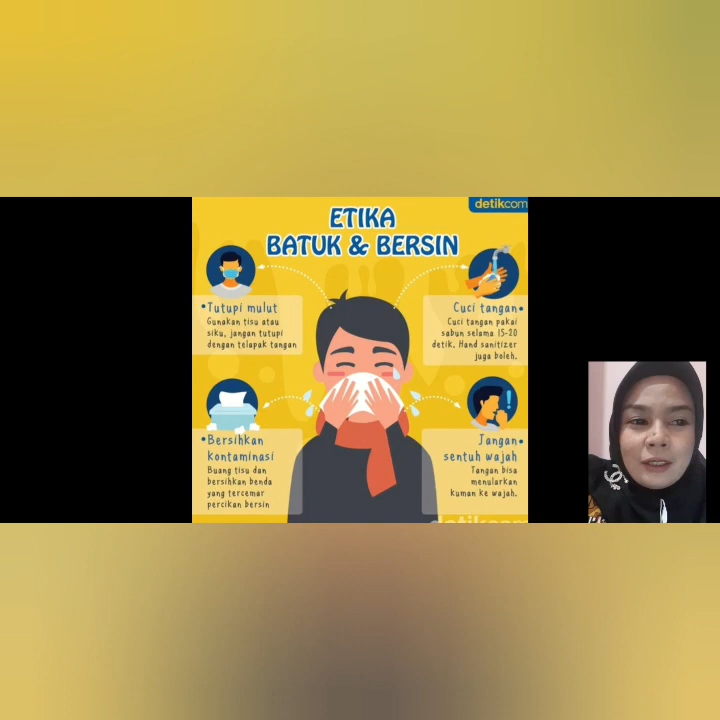 detikcom
ETIKA
BATUK & BERSIN
•Tutupi mulut
Gunakan tisu atau
siku, jangan tutupi
dengan telapak tangan
Cuci tangan•
Cuci tangan pakai
sabun selama 15-20
detik. Hand sanitizer
juga boleh.
•Bersihkan
kontaminasi
Buang tisu dan
bersihkan benda
yang tercemar
percikan bersin
Jangan•
sentuh wajah
Tangan bisa
menularkan
kuman ke wajah.